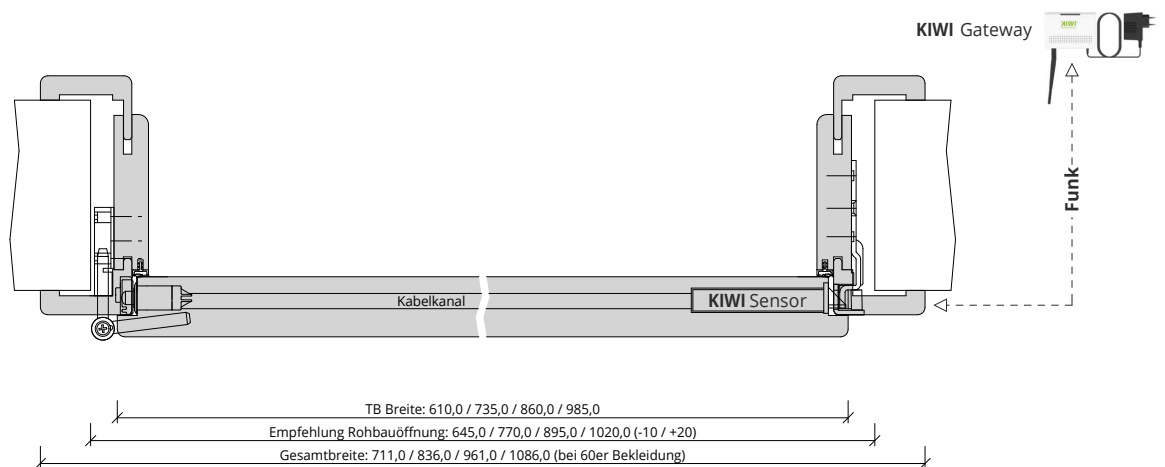 KIWI Gateway
KIWI
Funk
Kabelkanal
KIWI Sensor
TB Breite: 610,0 / 735,0 / 860,0 / 985,0
Empfehlung Rohbauöffnung: 645,0 / 770,0 / 895,0 / 1020,0 (-10 / +20)
Gesamtbreite: 711,0 / 836,0 / 961,0 / 1086,0 (bei 60er Bekleidung)